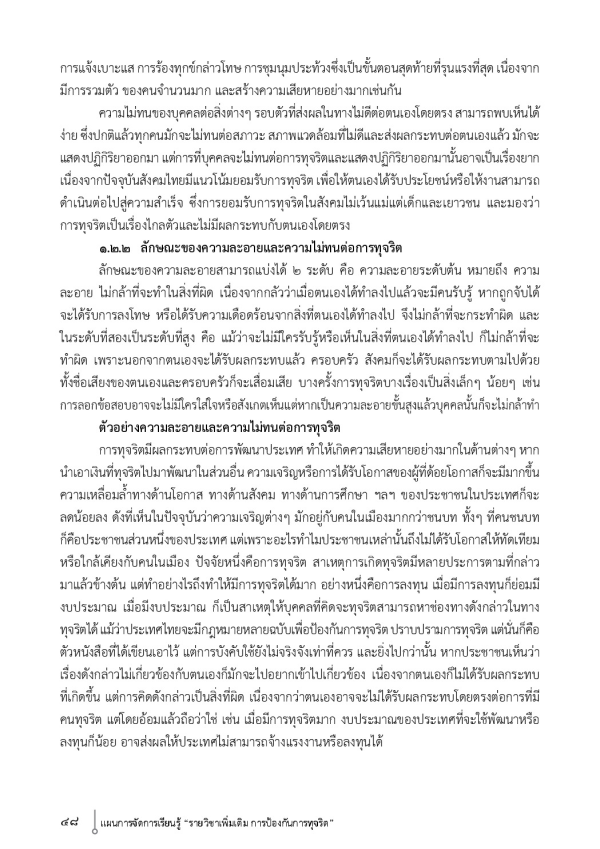 การแจ้งเบาะแส การร้องทุกข์กล่าวโทษ การชุมนุมประท้วงซึ่งเป็นขั้นตอนสุดท้ายที่รุนแรงที่สุด เนื่องจาก
มีการรวมตัว ของคนจำนวนมาก และสร้างความเสียหายอย่างมากเช่นกัน
ความไม่ทนของบุคคลต่อสิ่งต่างๆ รอบตัวที่ส่งผลในทางไม่ดีต่อตนเองโดยตรง สามารถพบเห็นได้
ง่าย ซึ่งปกติแล้วทุกคนมักจะไม่ทนต่อสภาวะ สภาพแวดล้อมที่ไม่ดีและส่งผลกระทบต่อตนเองแล้ว มักจะ
แสดงปฏิกิริยาออกมา แต่การที่บุคคลจะไม่ทนต่อการทุจริตและแสดงปฏิกิริยาออกมานั้นอาจเป็นเรื่องยาก
เนื่องจากปัจจุบันสังคมไทยมีแนวโน้มยอมรับการทุจริต เพื่อให้ตนเองได้รับประโยชน์หรือให้งานสามารถ
ดำเนินต่อไปสู่ความสำเร็จ ซึ่งการยอมรับการทุจริตในสังคมไม่เว้นแม้แต่เด็กและเยาวชน และมองว่า
การทุจริตเป็นเรื่องไกลตัวและไม่มีผลกระทบกับตนเองโดยตรง
๑.๒.๒ ลักษณะของความละอายและความไม่ทนต่อการทุจริต
ลักษณะของความละอายสามารถแบ่งได้ ๒ ระดับ คือ ความละอายระดับต้น หมายถึง ความ
ละอาย ไม่กล้าที่จะทำในสิ่งที่ผิด เนื่องจากกลัวว่าเมื่อตนเองได้ทำลงไปแล้วจะมีคนรับรู้ หากถูกจับได้
จะได้รับการลงโทษ หรือได้รับความเดือดร้อนจากสิ่งที่ตนเองได้ทำลงไป จึงไม่กล้าที่จะกระทำผิด และ
ในระดับที่สองเป็นระดับที่สูง คือ แม้ว่าจะไม่มีใครรับรู้หรือเห็นในสิ่งที่ตนเองได้ทำลงไป ก็ไม่กล้าที่จะ
ทำผิด เพราะนอกจากตนเองจะได้รับผลกระทบแล้ว ครอบครัว สังคมก็จะได้รับผลกระทบตามไปด้วย
ทั้งชื่อเสียงของตนเองและครอบครัวก็จะเสื่อมเสีย บางครั้งการทุจริตบางเรื่องเป็นสิ่งเล็กๆ น้อยๆ เช่น
การลอกข้อสอบอาจจะไม่มีใครใส่ใจหรือสังเกตเห็นแต่หากเป็นความละอายขั้นสูงแล้วบุคคลนั้นก็จะไม่กล้าทำ
ตัวอย่างความละอายและความไม่ทนต่อการทุจริต
การทุจริตมีผลกระทบต่อการพัฒนาประเทศ ทำให้เกิดความเสียหายอย่างมากในด้านต่างๆ หาก
นำเอาเงินที่ทุจริตไปมาพัฒนาในส่วนอื่น ความเจริญหรือการได้รับโอกาสของผู้ที่ด้อยโอกาสก็จะมีมากขึ้น
ความเหลื่อมล้ำทางด้านโอกาส ทางด้านสังคม ทางด้านการศึกษา ฯลฯ ของประชาชนในประเทศก็จะ
ลดน้อยลง ดังที่เห็นในปัจจุบันว่าความเจริญต่างๆ มักอยู่กับคนในเมืองมากกว่าชนบท ทั้งๆ ที่คนชนบท
ก็คือประชาชนส่วนหนึ่งของประเทศ แต่เพราะอะไรทำไมประชาชนเหล่านั้นถึงไม่ได้รับโอกาสให้ทัดเทียม
หรือใกล้เคียงกับคนในเมือง ปัจจัยหนึ่งคือการทุจริต สาเหตุการเกิดทุจริตมีหลายประการตามที่กล่าว
มาแล้วข้างต้น แต่ทำอย่างไรถึงทำให้มีการทุจริตได้มาก อย่างหนึ่งคือการลงทุน เมื่อมีการลงทุนก็ย่อมมี
งบประมาณ เมื่อมีงบประมาณ ก็เป็นสาเหตุให้บุคคลที่คิดจะทุจริตสามารถหาช่องทางดังกล่าวในทาง
ทุจริตได้ แม้ว่าประเทศไทยจะมีกฎหมายหลายฉบับเพื่อป้องกันการทุจริต ปราบปรามการทุจริต แต่นั่นก็คือ
ตัวหนังสือที่ได้เขียนเอาไว้ แต่การบังคับใช้ยังไม่จริงจังเท่าที่ควร และยิ่งไปกว่านั้น หากประชาชนเห็นว่า
เรื่องดังกล่าวไม่เกี่ยวข้องกับตนเองก็มักจะไปอยากเข้าไปเกี่ยวข้อง เนื่องจากตนเองก็ไม่ได้รับผลกระทบ
ที่เกิดขึ้น แต่การคิดดังกล่าวเป็นสิ่งที่ผิด เนื่องจากว่าตนเองอาจจะไม่ได้รับผลกระทบโดยตรงต่อการที่มี
คนทุจริต แต่โดยอ้อมแล้วถือว่าใช่ เช่น เมื่อมีการทุจริตมาก งบประมาณของประเทศที่จะใช้พัฒนาหรือ
ลงทุนก็น้อย อาจส่งผลให้ประเทศไม่สามารถจ้างแรงงานหรือลงทุนได้
๔๘ แผนการจัดการเรียนรู้ "รายวิชาเพิ่มเติม การป้องกันการทุจริต"